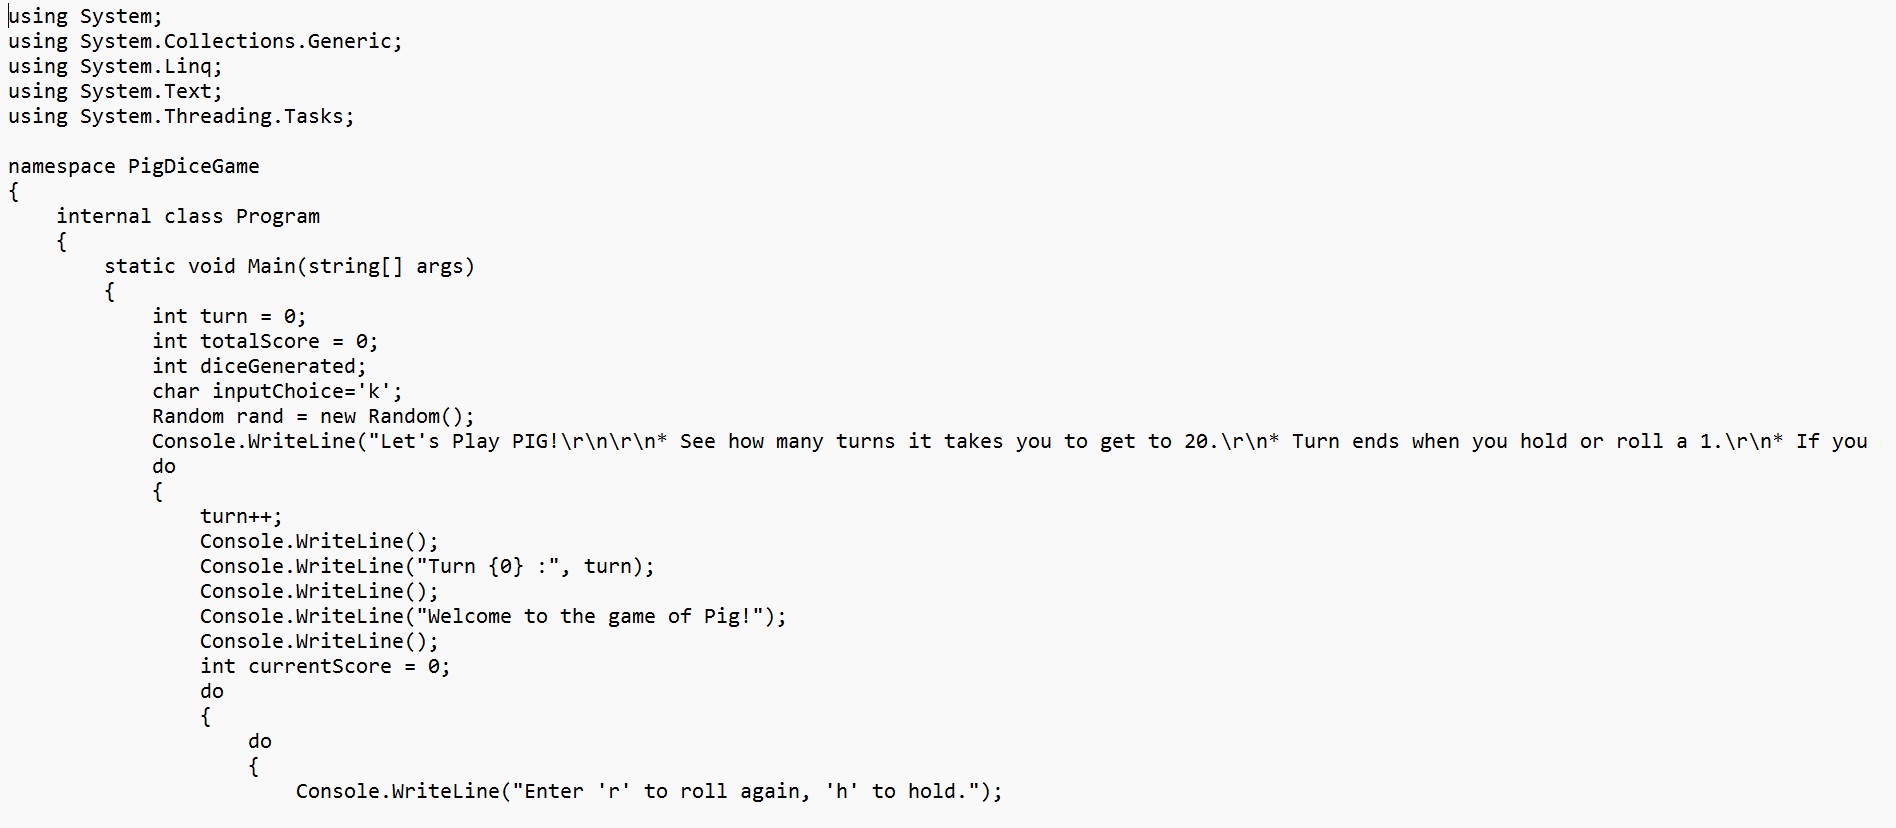 using System;
using System.Collections.Generic;
using System.Linq;
using System.Text;
using System.Threading.Tasks;

namespace PigDiceGame
{
    internal class Program
    {
        static void Main(string[] args)
        {
            int turn = 0;
            int totalScore = 0;
            int diceGenerated;
            char inputChoice='k';
            Random rand = new Random();
            Console.WriteLine("Let's Play PIG!\r\n\r\n* See how many turns it takes you to get to 20.\r\n* Turn ends when you hold or roll a 1.\r\n* If you
            do
            {
                turn++;
                Console.WriteLine();
                Console.WriteLine("Turn {0} :", turn);
                Console.WriteLine();
                Console.WriteLine("Welcome to the game of Pig!");
                Console.WriteLine();
                int currentScore = 0;
                do
                {
                    do
                    {
                        Console.WriteLine("Enter 'r' to roll again, 'h' to hold.");